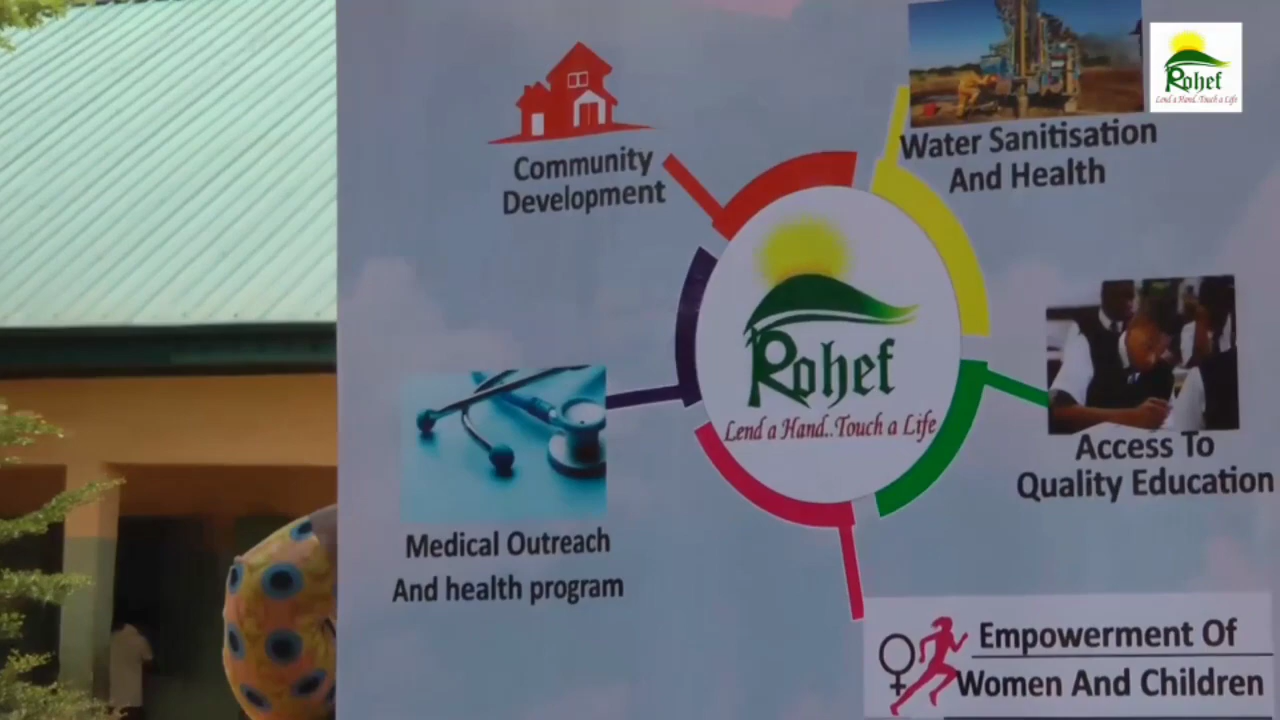 Rohef
Lend a Hand..Touch a Life
Community
Development
Water Sanitisation
And Health
Rohef
Lend a Hand..Touch a Life
Access To
Quality Education
Medical Outreach
And health program
Empowerment Of
Women And Children